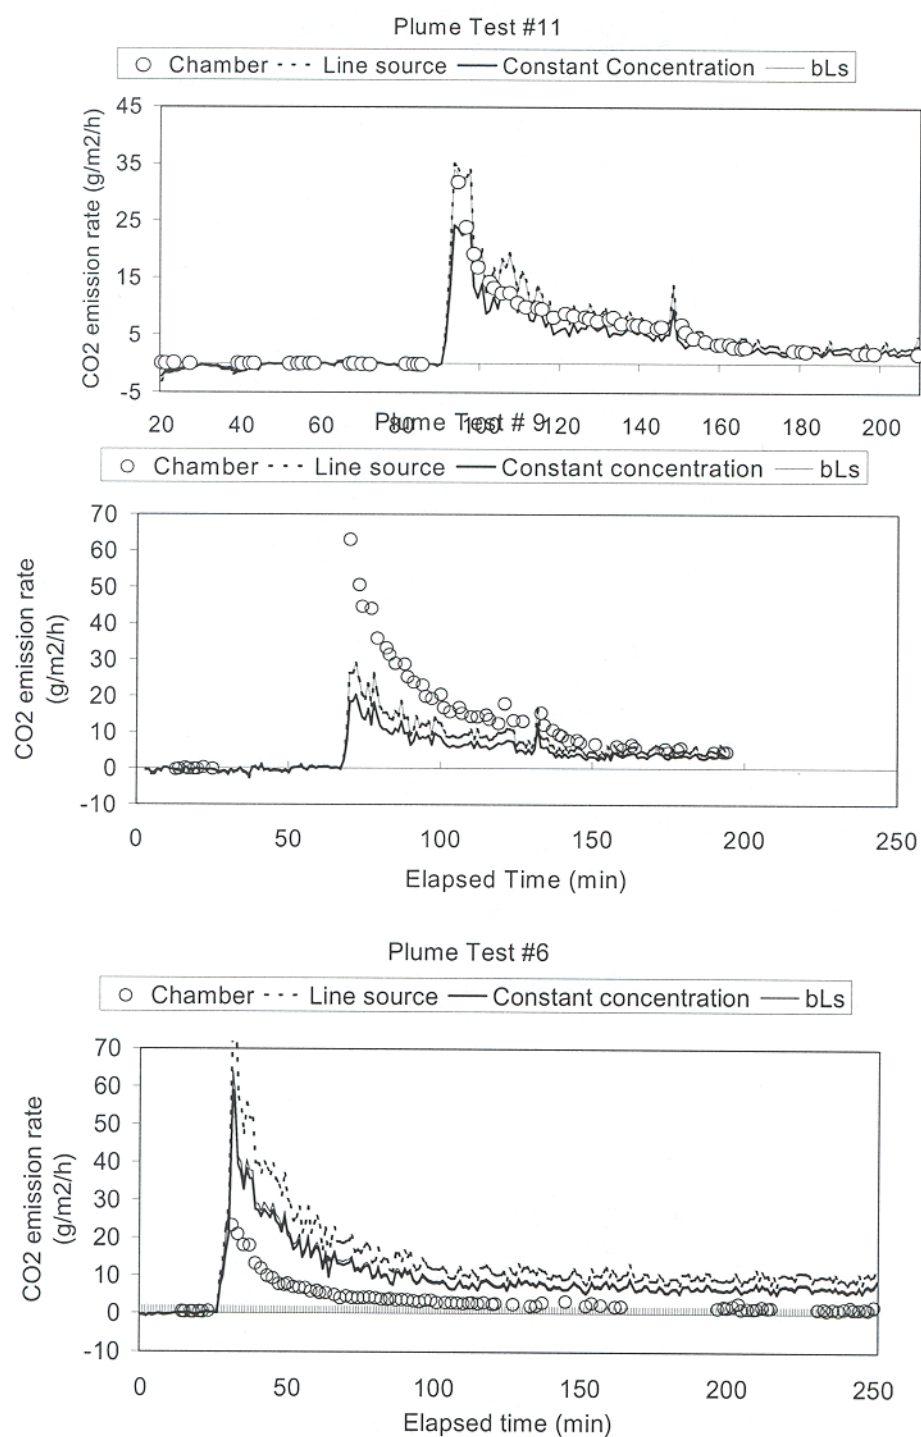 Plume Test #11
Chamber Line source Constant Concentration bLs
CO2 emission rate (g/m2/h)
45
35
25
15
5
-5
20 40 60 80 100 120 140 160 180 200
Plume Test # 9
Chamber Line source Constant concentration bLs
CO2 emission rate
(g/m2/h)
70
60
50
40
30
20
10
0
-10
0 50 100 150 200 250
Elapsed Time (min)
Plume Test #6
Chamber Line source Constant concentration bLs
CO2 emission rate
(g/m2/h)
70
60
50
40
30
20
10
0
-10
0 50 100 150 200 250
Elapsed time (min)